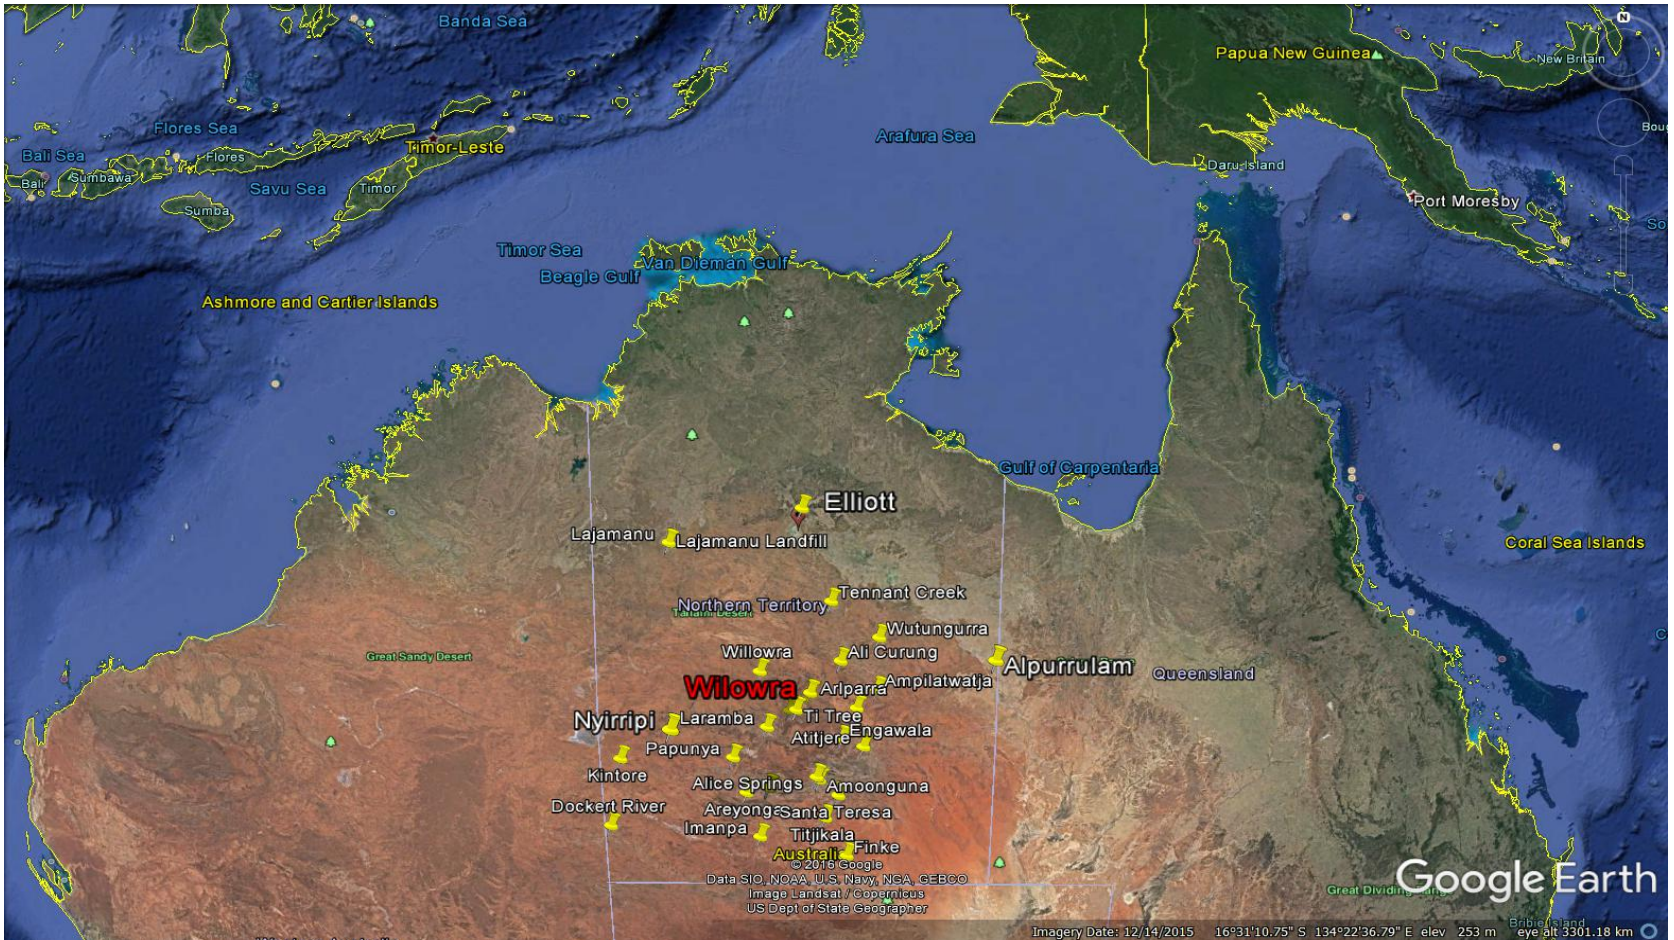 Banda Sea
Papua New Guinea
New Britain
Flores Sea
Arafura Sea
Bali Sea
Flores
Timor-Leste
Daru Island
Bali
Sumbawa
Savu Sea
Timor
Sumba
Port Moresby
Timor Sea
Van Dieman Gulf
Beagle Gulf
Ashmore and Cartier Islands
Gulf of Carpentaria
Elliott
Lajamanu
Lajamanu Landfill
Coral Sea Islands
Tennant Creek
Northern Territory
Wutungurra
Great Sandy Desert
Willowra
Ali Curung
Alpurrulam
Queensland
Wilowra
Arlparra
Ampilatwatja
Nyirripi
Laramba
Ti Tree
Engawala
Atitjere
Papunya
Kintore
Alice Springs
Amoonguna
Dockert River
Areyonga
Santa Teresa
Imanpa
Titjikala
Finke
Australia
© 2016 Google
Data SIO, NOAA, U.S. Navy, NGA, GEBCO
Image Landsat / Copernicus
US Dept of State Geographer
Google Earth
Great Dividing
Bribie Island
Imagery Date: 12/14/2015 16°31'10.75" S 134°22'36.79" E elev 253 m eye alt 3301.18 km
N